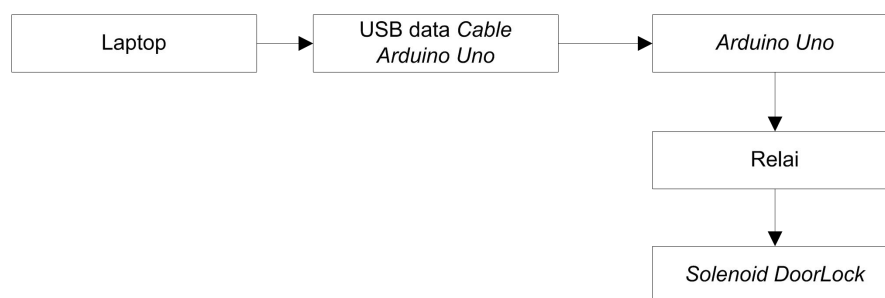 Laptop
USB data Cable
Arduino Uno
Arduino Uno
Relai
Solenoid DoorLock